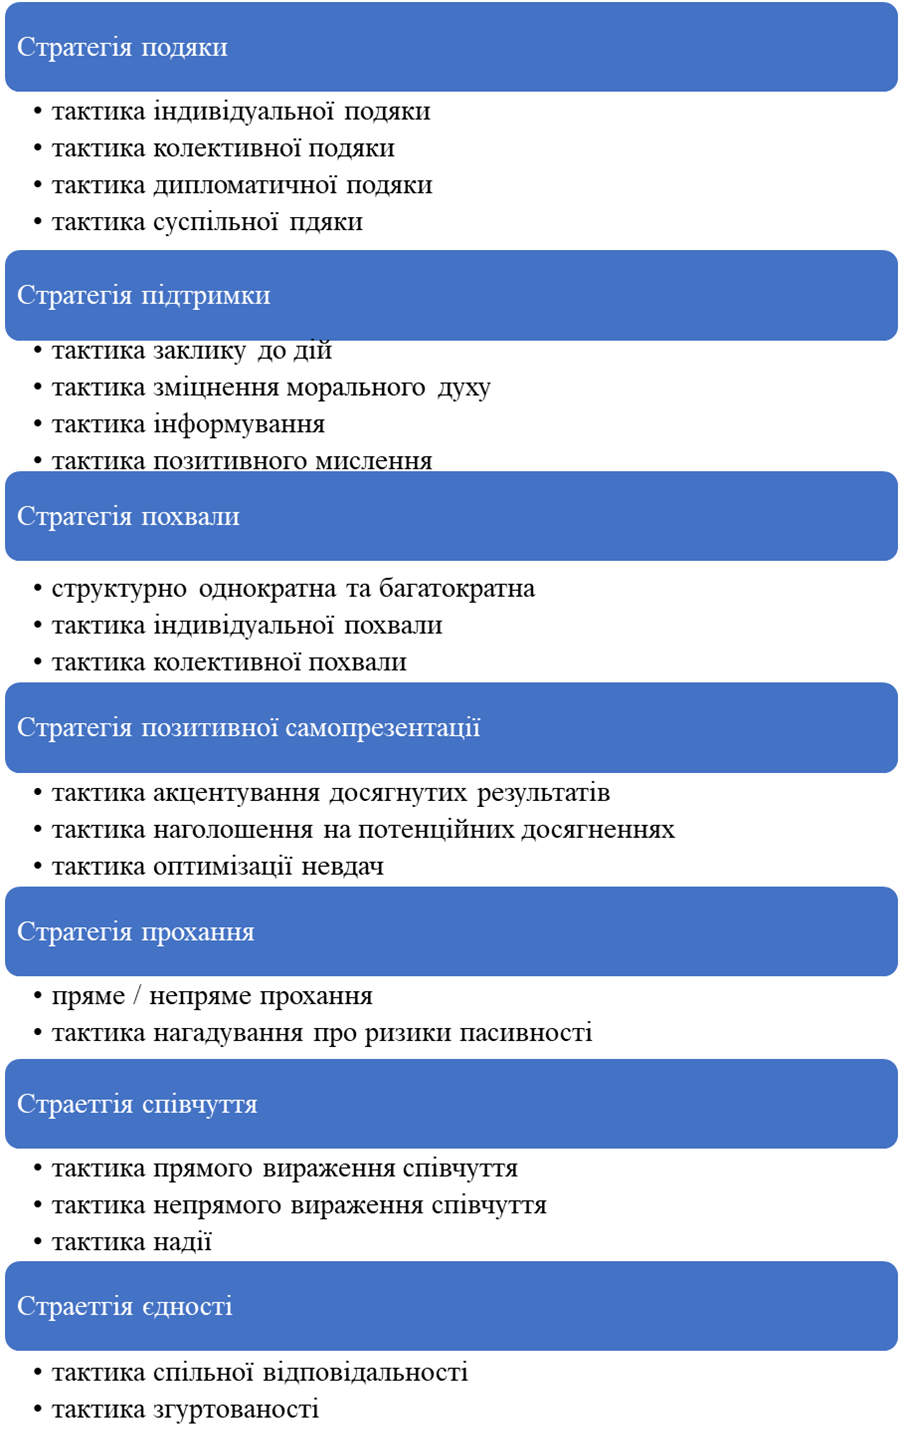 Стратегія подяки
• тактика індивідуальної подяки
• тактика колективної подяки
• тактика дипломатичної подяки
• тактика суспільної пдяки
Стратегія підтримки
• тактика заклику до дій
• тактика зміцнення морального духу
• тактика інформування
• тактика позитивного мислення
Стратегія похвали
• структурно однократна та багатократна
• тактика індивідуальної похвали
• тактика колективної похвали
Стратегія позитивної самопрезентації
• тактика акцентування досягнутих результатів
• тактика наголошення на потенційних досягненнях
• тактика оптимізації невдач
Стратегія прохання
• пряме / непряме прохання
• тактика нагадування про ризики пасивності
Страетгія співчуття
• тактика прямого вираження співчуття
• тактика непрямого вираження співчуття
• тактика надії
Страетгія єдності
• тактика спільної відповідальності
• тактика згуртованості